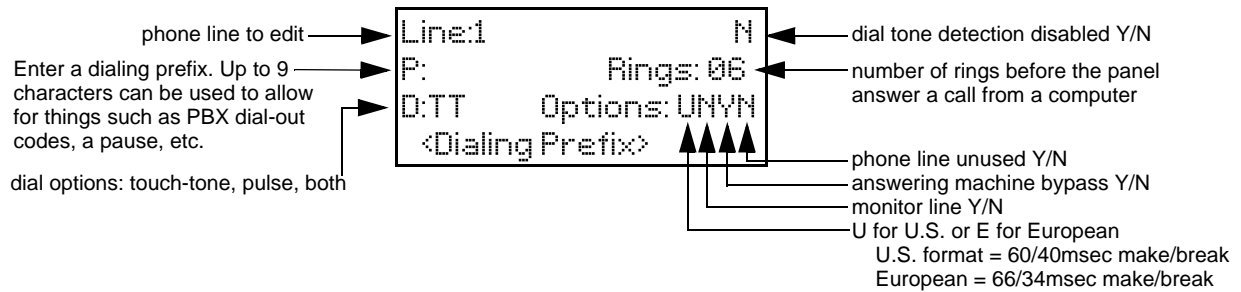 phone line to edit
Enter a dialing prefix. Up to 9
characters can be used to allow
for things such as PBX dial-out
codes, a pause, etc.
dial options: touch-tone, pulse, both
Line:1 N
P: Rings: 06
D:TT Options: UNYN
<Dialing Prefix>
dial tone detection disabled Y/N
number of rings before the panel
answer a call from a computer
phone line unused Y/N
answering machine bypass Y/N
monitor line Y/N
U for U.S. or E for European
U.S. format = 60/40msec make/break
European = 66/34msec make/break